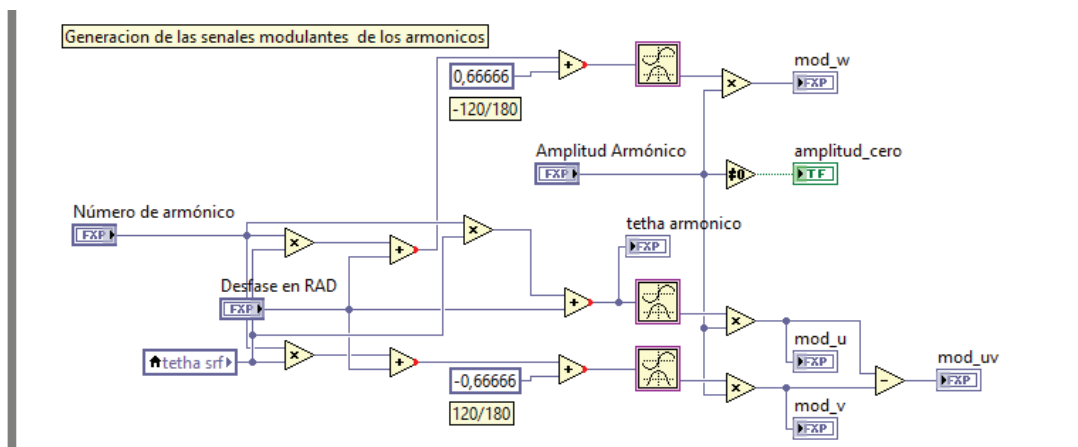 Generacion de las senales modulantes de los armonicos
0,66666
-120/180
+
×
mod_w
FXP
Amplitud Armónico
FXP
≠0
amplitud_cero
TF
Número de armónico
FXP
×
+
×
tetha armonico
FXP
Desfase en RAD
FXP
+
×
mod_u
FXP
tetha srf
×
+
-0,66666
120/180
+
×
mod_v
FXP
-
mod_uv
FXP